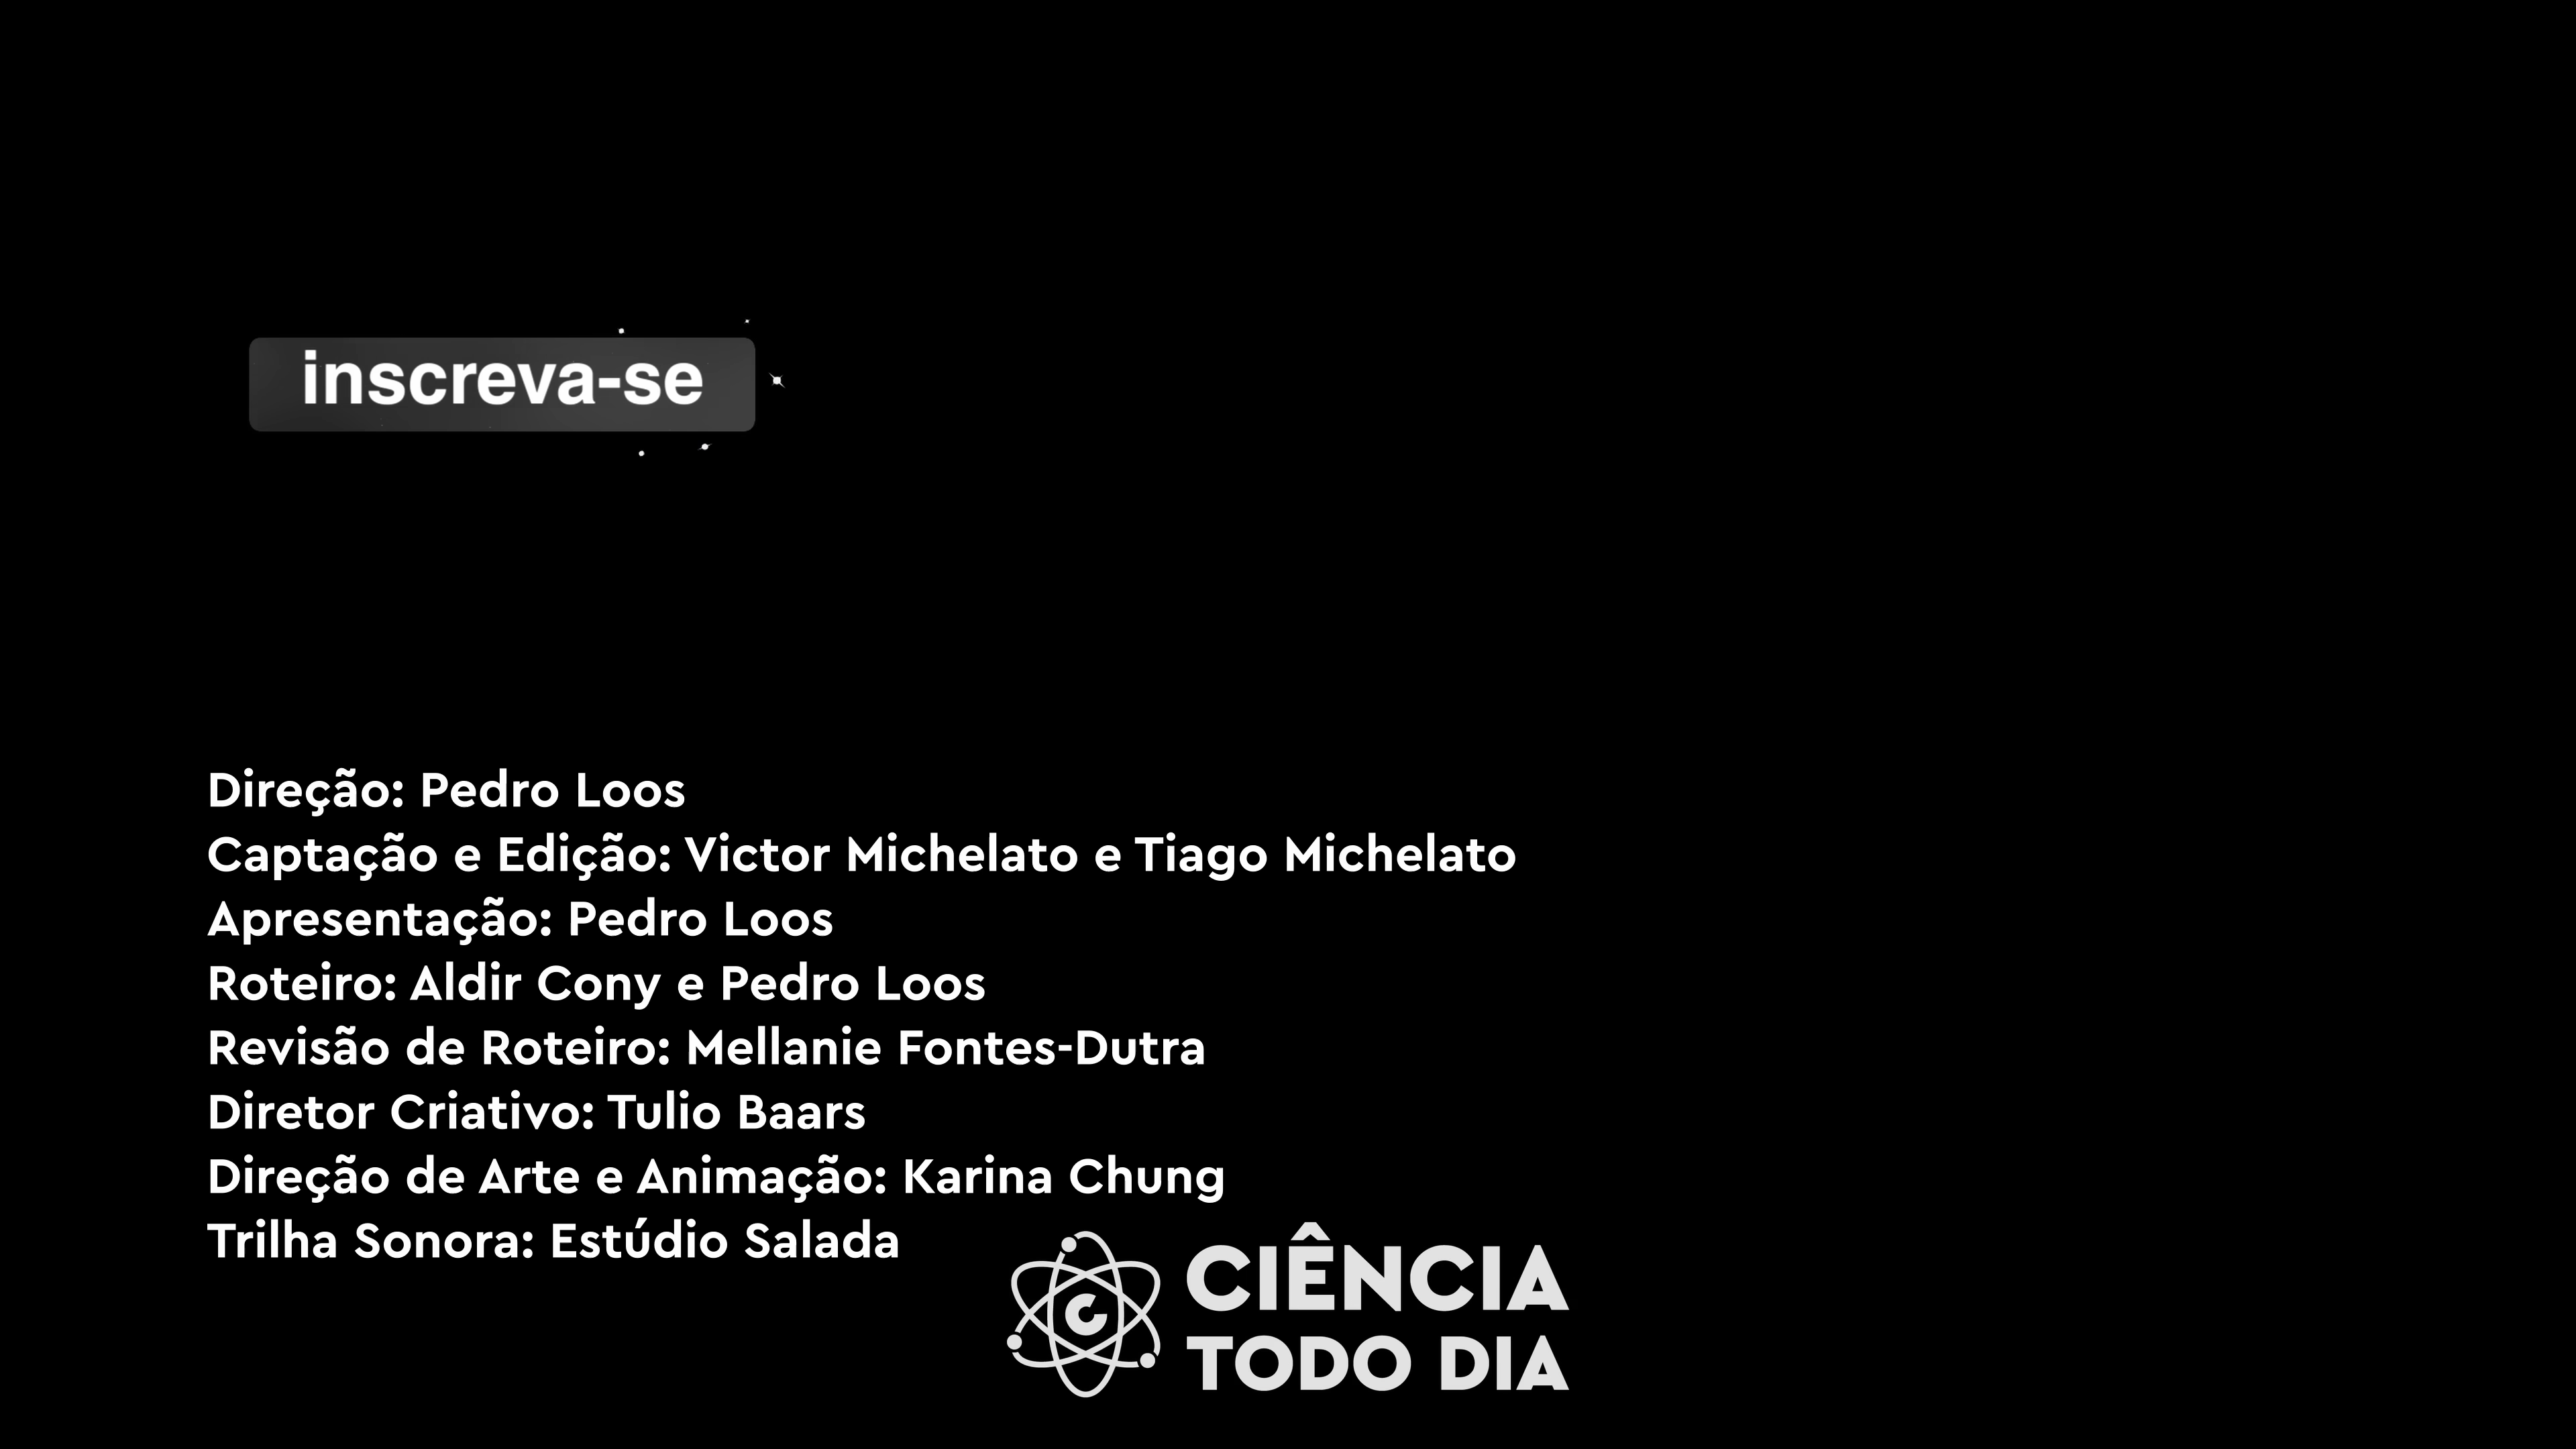 inscreva-se
Direção: Pedro Loos
Captação e Edição: Victor Michelato e Tiago Michelato
Apresentação: Pedro Loos
Roteiro: Aldir Cony e Pedro Loos
Revisão de Roteiro: Mellanie Fontes-Dutra
Diretor Criativo: Tulio Baars
Direção de Arte e Animação: Karina Chung
Trilha Sonora: Estúdio Salada
CIÊNCIA
TODO DIA